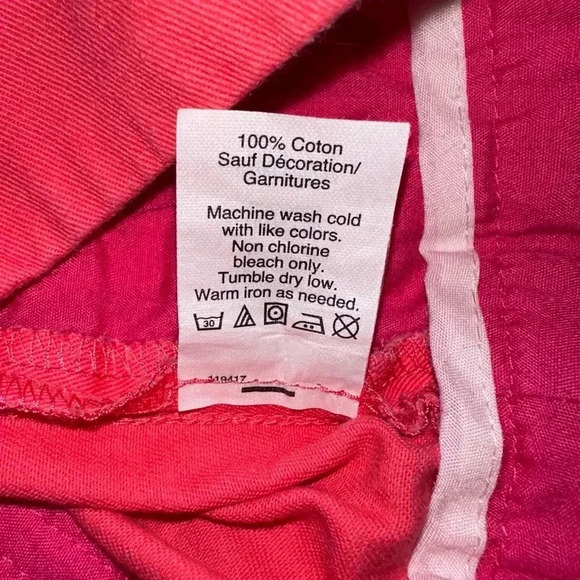 100% Coton
Sauf Décoration/
Garnitures
Machine wash cold
with like colors.
Non chlorine
bleach only.
Tumble dry low.
Warm iron as needed.
30
119417